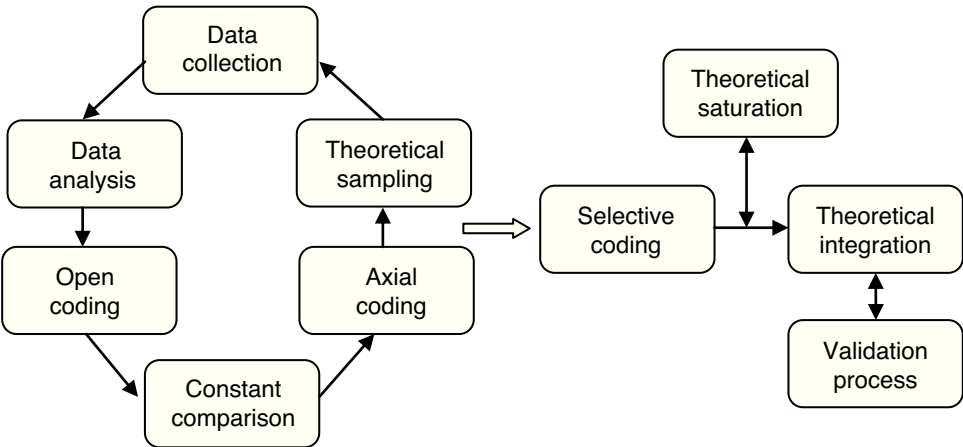 Data
collection
Data
analysis
Open
coding
Constant
comparison
Axial
coding
Theoretical
sampling
Selective
coding
Theoretical
saturation
Theoretical
integration
Validation
process